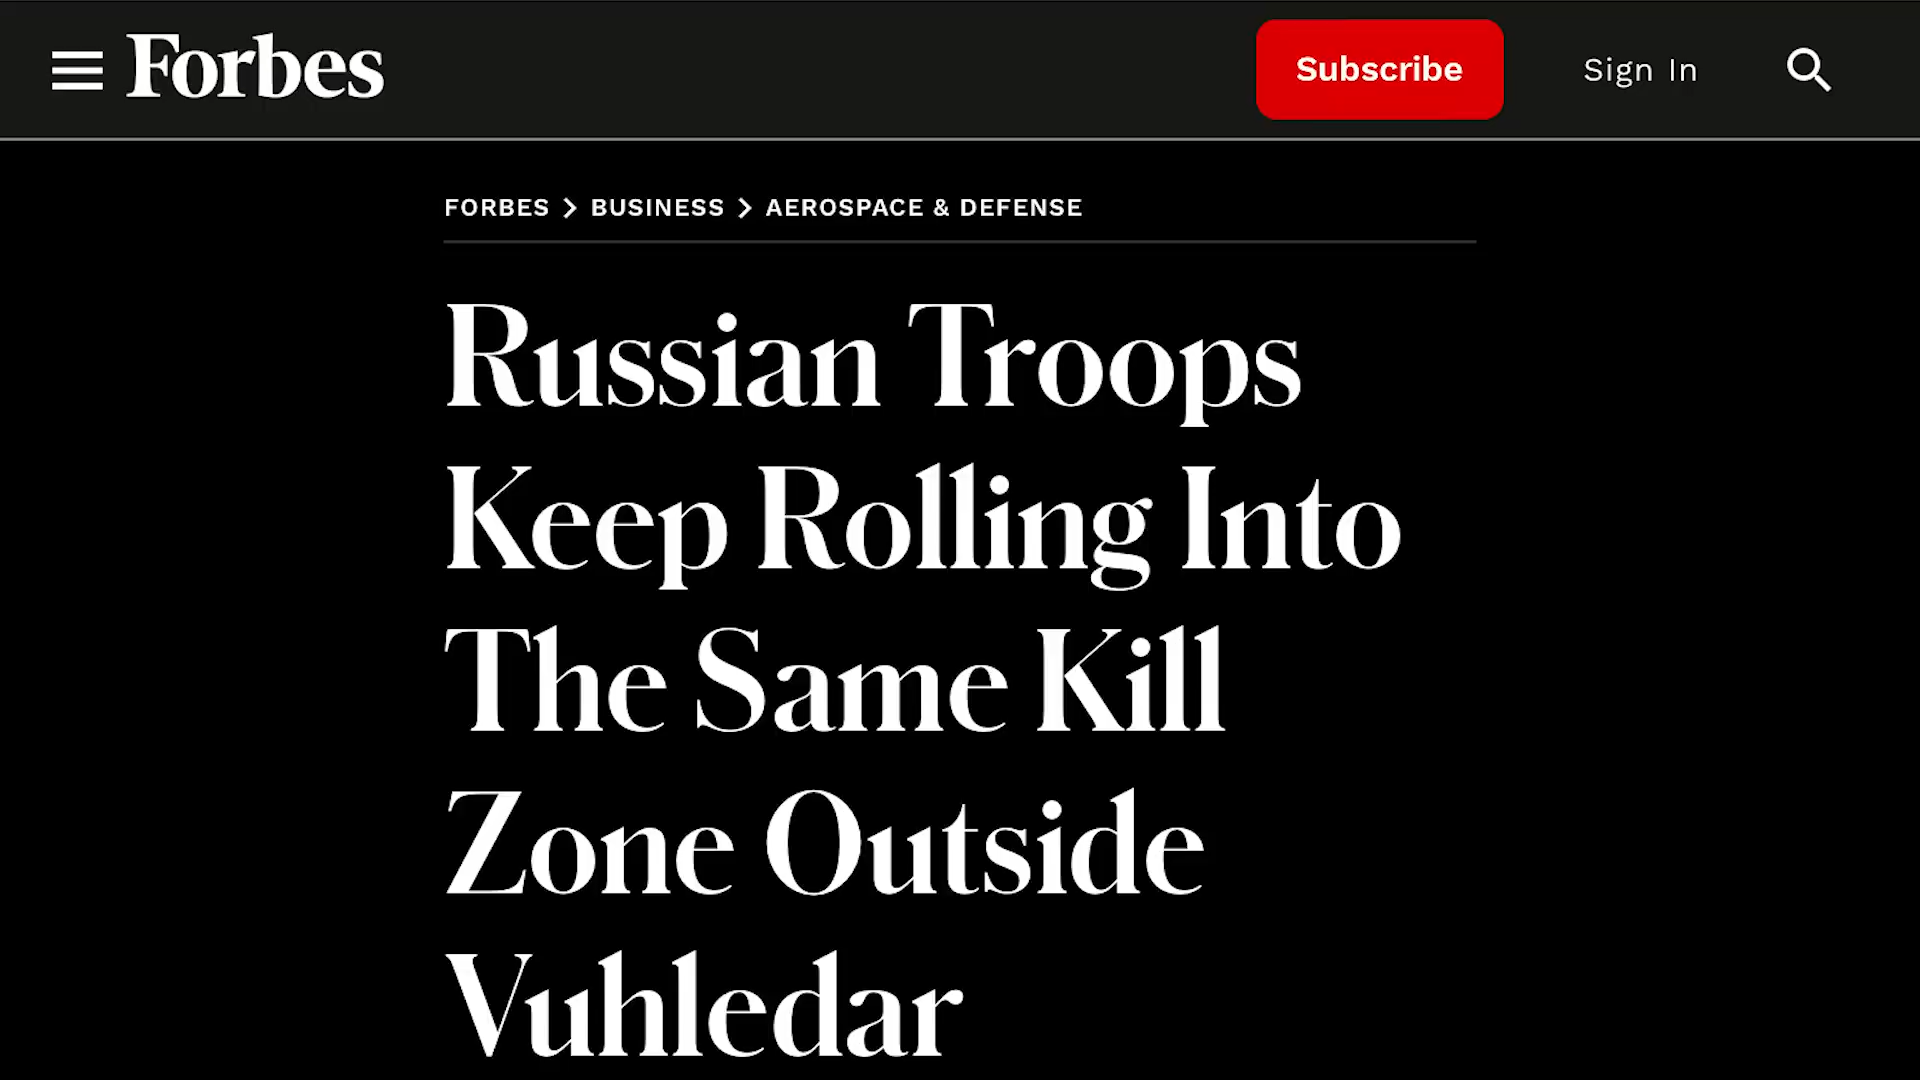 Forbes
Subscribe
Sign In
FORBES > BUSINESS > AEROSPACE & DEFENSE
Russian Troops
Keep Rolling Into
The Same Kill
Zone Outside
Vuhledar